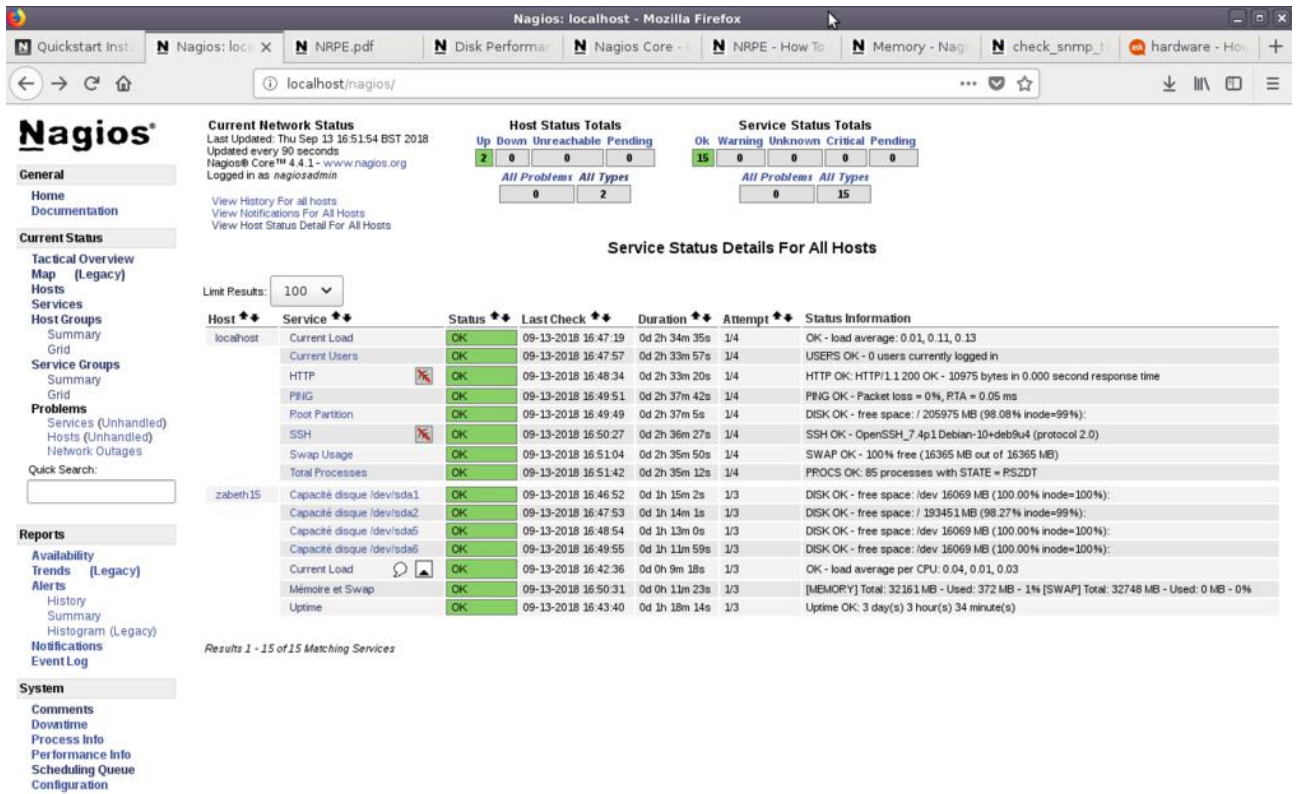 Nagios: localhost - Mozilla Firefox
Quickstart Inst
Nagios: loc
NRPE.pdf
Disk Performan
Nagios Core -
NRPE - How To
Memory - Nag
check_snmp_t
hardware - Ho
localhost/nagios/
Nagios®
General
Home
Documentation
Current Status
Tactical Overview
Map (Legacy)
Hosts
Services
Host Groups
Summary
Grid
Service Groups
Summary
Grid
Problems
Services (Unhandled)
Hosts (Unhandled)
Network Outages
Quick Search:
Reports
Availability
Trends (Legacy)
Alerts
History
Summary
Histogram (Legacy)
Notifications
Event Log
System
Comments
Downtime
Process Info
Performance Info
Scheduling Queue
Configuration
Current Network Status
Last Updated: Thu Sep 13 16:51:54 BST 2018
Updated every 90 seconds
Nagios® Core™ 4.4.1 - www.nagios.org
Logged in as nagiosadmin
View History For all hosts
View Notifications For All Hosts
View Host Status Detail For All Hosts
Host Status Totals
Up Down Unreachable Pending
2 0 0 0
All Problems All Types
0 2
Service Status Totals
Ok Warning Unknown Critical Pending
15 0 0 0 0
All Problems All Types
0 15
Service Status Details For All Hosts
Limit Results: 100
Host Service Status Last Check Duration Attempt Status Information
localhost Current Load OK 09-13-2018 16:47:19 0d 2h 34m 35s 1/4 OK - load average: 0.01, 0.11, 0.13
Current Users OK 09-13-2018 16:47:57 0d 2h 33m 57s 1/4 USERS OK - 0 users currently logged in
HTTP OK 09-13-2018 16:48:34 0d 2h 33m 20s 1/4 HTTP OK: HTTP/1.1 200 OK - 10975 bytes in 0.000 second response time
PING OK 09-13-2018 16:49:51 0d 2h 37m 42s 1/4 PING OK - Packet loss = 0%, RTA = 0.05 ms
Root Partition OK 09-13-2018 16:49:49 0d 2h 37m 5s 1/4 DISK OK - free space: / 205975 MB (98.08% inode=99%):
SSH OK 09-13-2018 16:50:27 0d 2h 36m 27s 1/4 SSH OK - OpenSSH_7.4p1 Debian-10+deb9u4 (protocol 2.0)
Swap Usage OK 09-13-2018 16:51:04 0d 2h 35m 50s 1/4 SWAP OK - 100% free (16365 MB out of 16365 MB)
Total Processes OK 09-13-2018 16:51:42 0d 2h 35m 12s 1/4 PROCS OK: 85 processes with STATE = RSZDT
zabeth15 Capacité disque /dev/sda1 OK 09-13-2018 16:46:52 0d 1h 15m 2s 1/3 DISK OK - free space: /dev 16069 MB (100.00% inode=100%):
Capacité disque /dev/sda2 OK 09-13-2018 16:47:53 0d 1h 14m 1s 1/3 DISK OK - free space: / 193451 MB (98.27% inode=99%):
Capacité disque /dev/sda5 OK 09-13-2018 16:48:54 0d 1h 13m 0s 1/3 DISK OK - free space: /dev 16069 MB (100.00% inode=100%):
Capacité disque /dev/sda6 OK 09-13-2018 16:49:55 0d 1h 11m 59s 1/3 DISK OK - free space: /dev 16069 MB (100.00% inode=100%):
Current Load OK 09-13-2018 16:42:36 0d 0h 9m 18s 1/3 OK - load average per CPU: 0.04, 0.01, 0.03
Mémoire et Swap OK 09-13-2018 16:50:31 0d 0h 11m 23s 1/3 [MEMORY] Total: 32161 MB - Used: 372 MB - 1% [SWAP] Total: 32748 MB - Used: 0 MB - 0%
Uptime OK 09-13-2018 16:43:40 0d 1h 18m 14s 1/3 Uptime OK: 3 day(s) 3 hour(s) 34 minute(s)
Results 1 - 15 of 15 Matching Services